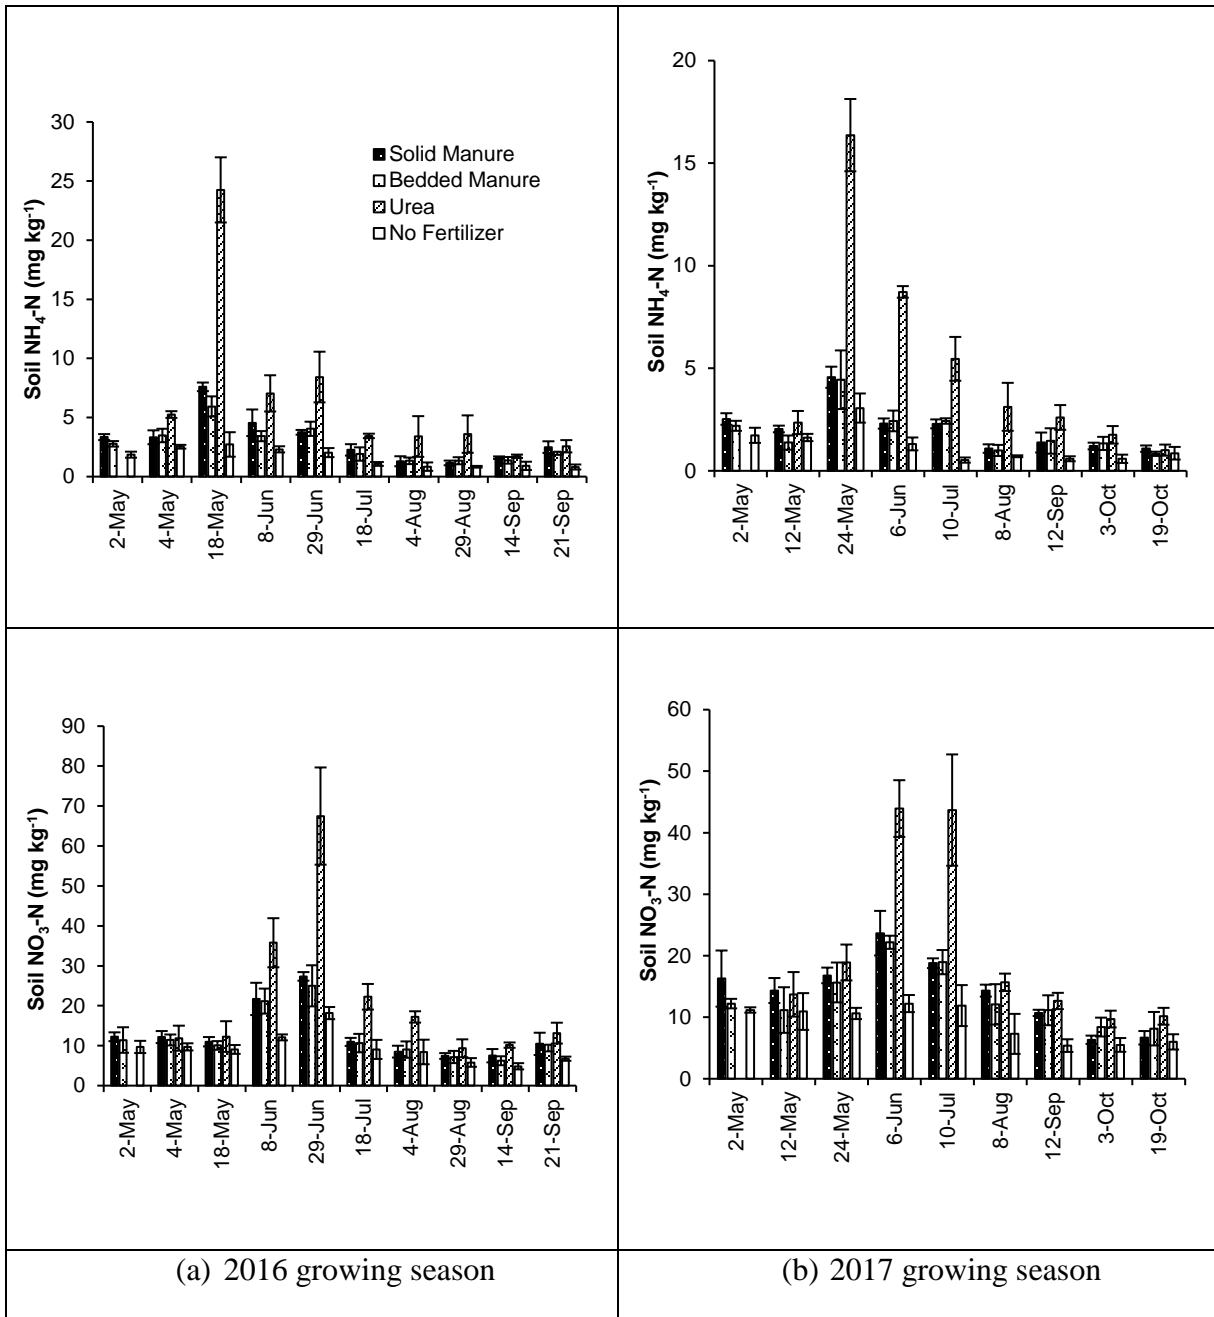 Soil NH₄-N (mg kg⁻¹)
30
25
20
15
10
5
0
Solid Manure
Bedded Manure
Urea
No Fertilizer
2-May
4-May
18-May
8-Jun
29-Jun
18-Jul
4-Aug
29-Aug
14-Sep
21-Sep
Soil NH₄-N (mg kg⁻¹)
20
15
10
5
0
2-May
12-May
24-May
6-Jun
10-Jul
8-Aug
12-Sep
3-Oct
19-Oct
Soil NO₃-N (mg kg⁻¹)
90
80
70
60
50
40
30
20
10
0
2-May
4-May
18-May
8-Jun
29-Jun
18-Jul
4-Aug
29-Aug
14-Sep
21-Sep
Soil NO₃-N (mg kg⁻¹)
60
50
40
30
20
10
0
2-May
12-May
24-May
6-Jun
10-Jul
8-Aug
12-Sep
3-Oct
19-Oct
(a) 2016 growing season
(b) 2017 growing season